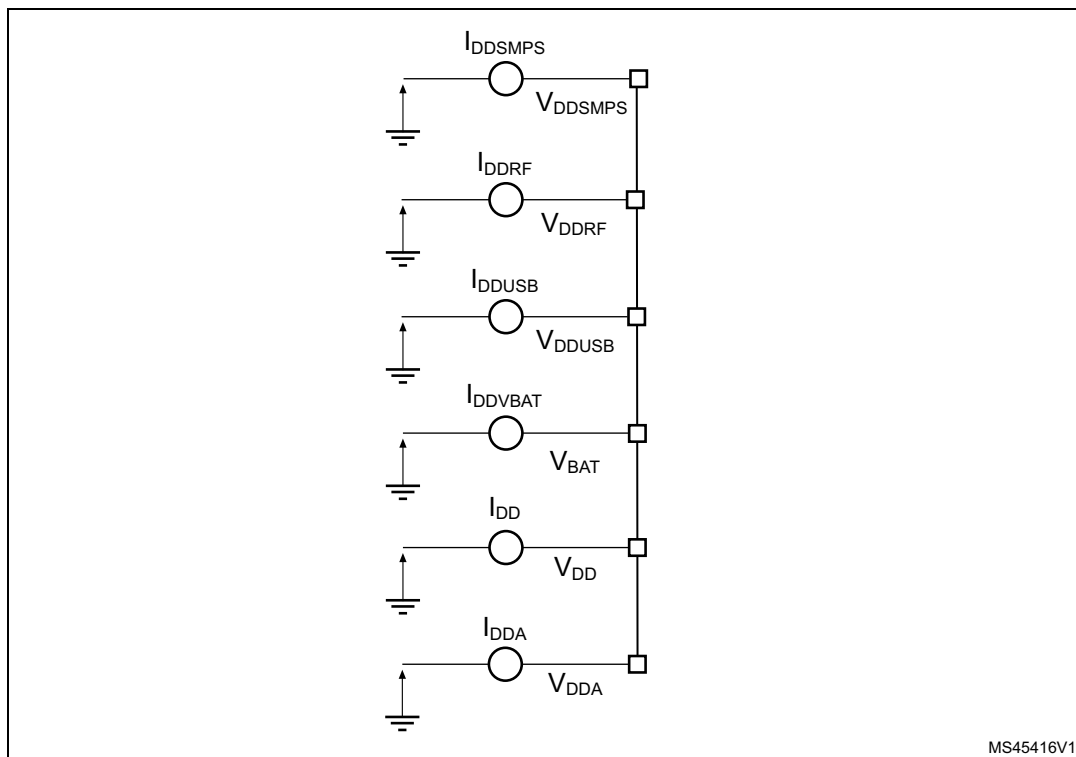 IDDSMPS
VDDSMPS
IDDRF
VDDRF
IDDUSB
VDDUSB
IDDVBAT
VBAT
IDD
VDD
IDDA
VDDA
MS45416V1